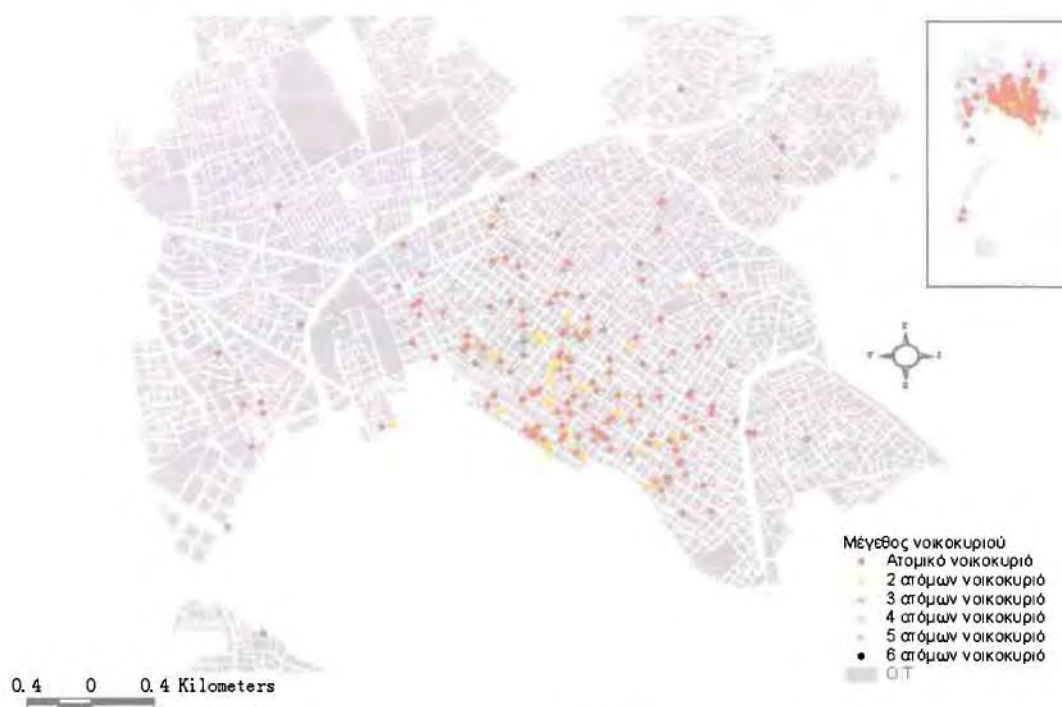 Μέγεθος νοικοκυριού
Ατομικό νοικοκυριό
2 ατόμων νοικοκυριό
3 ατόμων νοικοκυριό
4 ατόμων νοικοκυριό
5 ατόμων νοικοκυριό
6 ατόμων νοικοκυριό
Ο.Τ
0.4 0 0.4 Kilometers